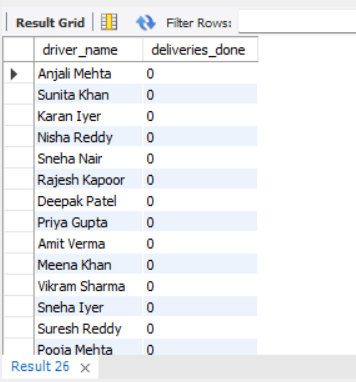 Result Grid Filter Rows:
driver_name deliveries_done
Anjali Mehta 0
Sunita Khan 0
Karan Iyer 0
Nisha Reddy 0
Sneha Nair 0
Rajesh Kapoor 0
Deepak Patel 0
Priya Gupta 0
Amit Verma 0
Meena Khan 0
Vikram Sharma 0
Sneha Iyer 0
Suresh Reddy 0
Pooja Mehta 0
Result 26